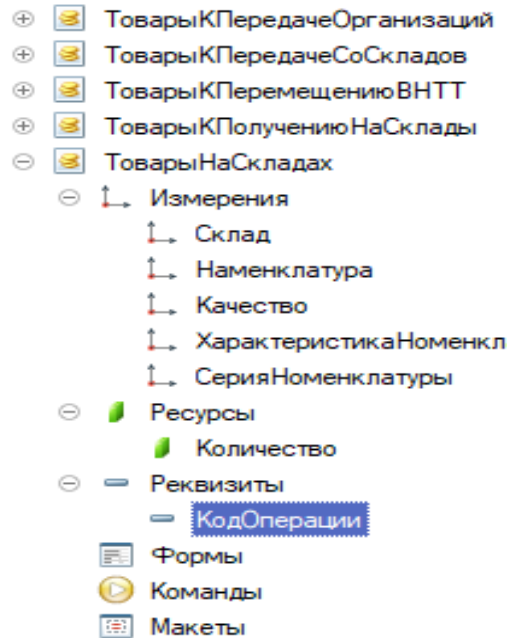 ТоварыКПередачеОрганизаций
ТоварыКПередачеСоСкладов
ТоварыКПеремещениюВНТТ
ТоварыКПолучениюНаСклады
ТоварыНаСкладах
Измерения
Склад
Наменклатура
Качество
ХарактеристикаНоменкл
СерияНоменклатуры
Ресурсы
Количество
Реквизиты
КодОперации
Формы
Команды
Макеты